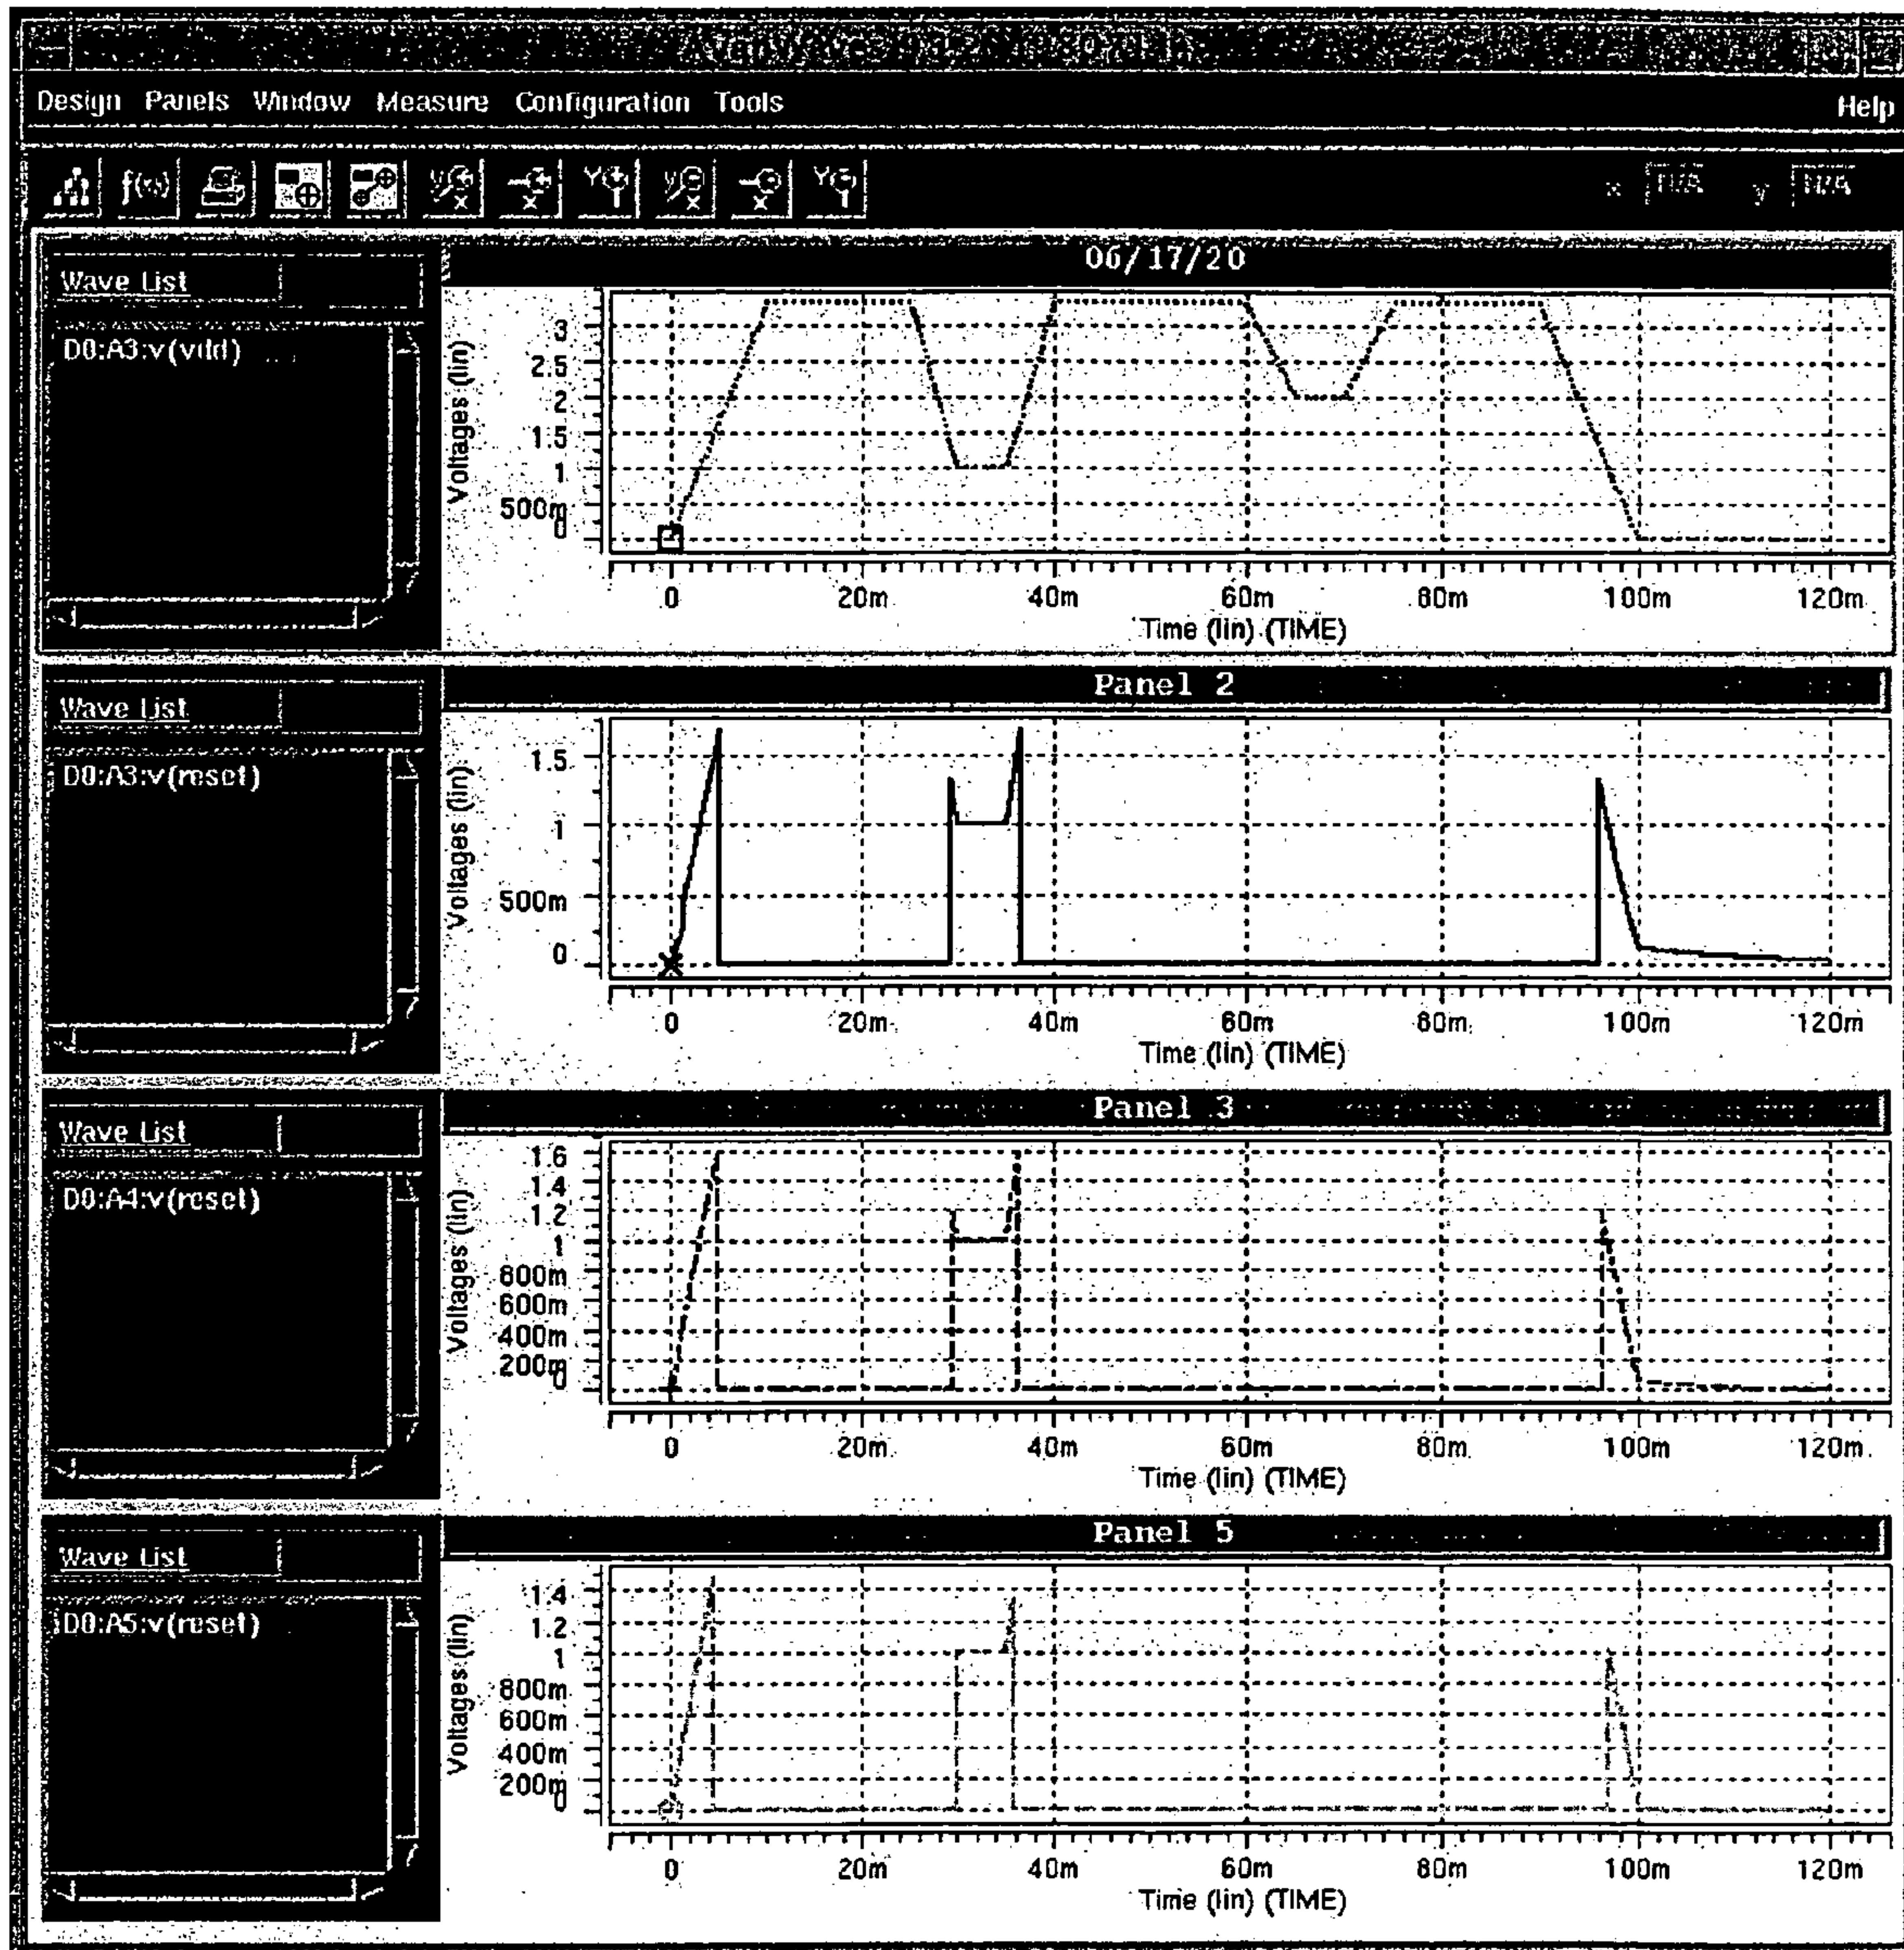 Design Panels Window Measure Configuration Tools Help
Wave List
D0:A3:v(vdd)
06/17/20
Voltages (lin)
3
2.5
2
1.5
1
500m
0
0 20m 40m 60m 80m 100m 120m
Time (lin) (TIME)
Wave List
D0:A3:v(reset)
Panel 2
Voltages (lin)
1.5
1
500m
0
0 20m 40m 60m 80m 100m 120m
Time (lin) (TIME)
Wave List
D0:A4:v(reset)
Panel 3
Voltages (lin)
1.6
1.4
1.2
1
800m
600m
400m
200m
0
0 20m 40m 60m 80m 100m 120m
Time (lin) (TIME)
Wave List
D0:A5:v(reset)
Panel 5
Voltages (lin)
1.4
1.2
1
800m
600m
400m
200m
0
0 20m 40m 60m 80m 100m 120m
Time (lin) (TIME)